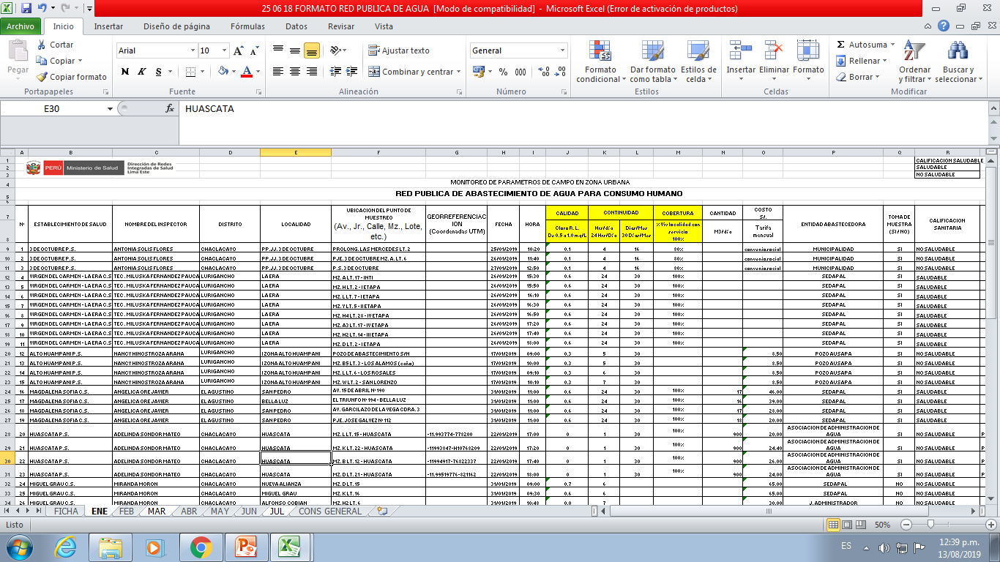 25 06 18 FORMATO RED PUBLICA DE AGUA [Modo de compatibilidad] - Microsoft Excel (Error de activación de productos)
Archivo Inicio Insertar Diseño de página Fórmulas Datos Revisar Vista
Pegar
Cortar
Copiar
Copiar formato
Portapapeles
Arial 10
N K S
Fuente
Ajustar texto
Combinar y centrar
Alineación
General
% 000
Número
Formato condicional
Dar formato como tabla
Estilos de celda
Estilos
Insertar Eliminar Formato
Celdas
Autosuma
Rellenar
Borrar
Ordenar y filtrar
Buscar y seleccionar
Modificar
E30 fx HUASCATA
A B C D E F G H I J K L M N O P Q R
PERÚ Ministerio de Salud Dirección de Redes Integradas de Salud Lima Este
CALIFICACION SALUDABLE
SALUDABLE
NO SALUDABLE
MONITOREO DE PARAMETROS DE CAMPO EN ZONA URBANA
RED PUBLICA DE ABASTECIMIENTO DE AGUA PARA CONSUMO HUMANO
Nº ESTABLECIMIENTO DE SALUD NOMBRE DEL INSPECTOR DISTRITO LOCALIDAD UBICACION DEL PUNTO DE MUESTREO (Av., Jr., Calle, Mz., Lote, etc.) GEORREFERENCIACION (Coordenadas UTM) FECHA HORA CALIDAD CONTINUIDAD COBERTURA CANTIDAD COSTO S/. ENTIDAD ABASTECEDORA TOMA DE MUESTRA (SI / NO) CALIFICACION SANITARIA
Cloro R.L. De 0.5 a 1.0 mg/L Hrs/día 24 Hrs/Día Días/Mes 30 Días/Mes % Viv localidad con servicio 100% M3/día Tarifa mensual
1 3 DE OCTUBRE P.S. ANTONIA SOLIS FLORES CHACLACAYO PP.JJ. 3 DE OCTUBRE PROLONG. LAS MERCEDES LT. 2 25/01/2019 10:20 0.1 4 16 80% convenio social MUNICIPALIDAD SI NO SALUDABLE
2 3 DE OCTUBRE P.S. ANTONIA SOLIS FLORES CHACLACAYO PP.JJ. 3 DE OCTUBRE PJE. 3 DE OCTUBRE MZ. A LT. 6 26/01/2019 11:40 0.1 4 16 80% convenio social MUNICIPALIDAD SI NO SALUDABLE
3 3 DE OCTUBRE P.S. ANTONIA SOLIS FLORES CHACLACAYO PP.JJ. 3 DE OCTUBRE P.S. 3 DE OCTUBRE 27/01/2019 12:50 0.1 4 16 80% convenio social MUNICIPALIDAD SI NO SALUDABLE
4 VIRGEN DEL CARMEN - LA ERA C.S TEC. MILUSKA FERNANDEZ PAUCA LURIGANCHO LA ERA MZ. A LT. 17 - INTI 26/01/2019 15:30 0.6 24 30 100% SEDAPAL SI SALUDABLE
5 VIRGEN DEL CARMEN - LA ERA C.S TEC. MILUSKA FERNANDEZ PAUCA LURIGANCHO LA ERA MZ. H LT. 2 - I ETAPA 26/01/2019 15:50 0.6 24 30 100% SEDAPAL SI SALUDABLE
6 VIRGEN DEL CARMEN - LA ERA C.S TEC. MILUSKA FERNANDEZ PAUCA LURIGANCHO LA ERA MZ. L LT. 7 - I ETAPA 26/01/2019 16:10 0.6 24 30 100% SEDAPAL SI SALUDABLE
7 VIRGEN DEL CARMEN - LA ERA C.S TEC. MILUSKA FERNANDEZ PAUCA LURIGANCHO LA ERA MZ. Y LT. 5 - II ETAPA 26/01/2019 16:30 0.6 24 30 100% SEDAPAL SI SALUDABLE
8 VIRGEN DEL CARMEN - LA ERA C.S TEC. MILUSKA FERNANDEZ PAUCA LURIGANCHO LA ERA MZ. H4 LT. 28 - IV ETAPA 26/01/2019 16:50 0.6 24 30 100% SEDAPAL SI SALUDABLE
9 VIRGEN DEL CARMEN - LA ERA C.S TEC. MILUSKA FERNANDEZ PAUCA LURIGANCHO LA ERA MZ. A3 LT. 17 - IV ETAPA 26/01/2019 17:20 0.6 24 30 100% SEDAPAL SI SALUDABLE
10 VIRGEN DEL CARMEN - LA ERA C.S TEC. MILUSKA FERNANDEZ PAUCA LURIGANCHO LA ERA MZ. H2 LT. 14 - III ETAPA 26/01/2019 17:40 0.6 24 30 100% SEDAPAL SI SALUDABLE
11 VIRGEN DEL CARMEN - LA ERA C.S TEC. MILUSKA FERNANDEZ PAUCA LURIGANCHO LA ERA MZ. D LT. 2 - I ETAPA 26/01/2019 18:00 0.6 24 30 100% SEDAPAL SI SALUDABLE
12 ALTO HUAMPANI P.S. NANCY HINOSTROZA ARANA LURIGANCHO I ZONA ALTO HUAMPANI POZO DE ABASTECIMIENTO S/N 17/01/2019 09:00 0.3 5 30 8.50 POZO AUSAPA SI NO SALUDABLE
13 ALTO HUAMPANI P.S. NANCY HINOSTROZA ARANA LURIGANCHO I ZONA ALTO HUAMPANI MZ. B5 LT. 3 - LOS ALAMOS (caño) 17/01/2019 10:00 0.3 5 30 8.50 POZO AUSAPA SI NO SALUDABLE
14 ALTO HUAMPANI P.S. NANCY HINOSTROZA ARANA LURIGANCHO I ZONA ALTO HUAMPANI MZ. L LT. 6 - LOS ROSALES 17/01/2019 09:10 0.3 6 30 8.50 POZO AUSAPA SI NO SALUDABLE
15 ALTO HUAMPANI P.S. NANCY HINOSTROZA ARANA LURIGANCHO I ZONA ALTO HUAMPANI MZ. W LT. 2 - SAN LORENZO 17/01/2019 10:10 0.3 7 30 8.50 POZO AUSAPA SI NO SALUDABLE
16 MAGDALENA SOFIA C.S. ANGELICA ORE JAVIER EL AGUSTINO SAN PEDRO AV. 15 DE ABRIL Nº 190 31/01/2019 11:00 0.6 24 30 100% 17 46.00 SEDAPAL SI SALUDABLE
17 MAGDALENA SOFIA C.S. ANGELICA ORE JAVIER EL AGUSTINO BELLA LUZ EL TRIUNFO Nº 194 - BELLA LUZ 31/01/2019 11:00 0.6 24 30 100% 16 39.00 SEDAPAL SI SALUDABLE
18 MAGDALENA SOFIA C.S. ANGELICA ORE JAVIER EL AGUSTINO SAN PEDRO AV. GARCILAZO DE LA VEGA CDRA. 3 31/01/2019 11:00 0.6 24 30 100% 17 28.00 SEDAPAL SI SALUDABLE
19 MAGDALENA SOFIA C.S. ANGELICA ORE JAVIER EL AGUSTINO SAN PEDRO PJE. JOSE GALVEZ Nº 112 31/01/2019 11:00 0.6 24 30 100% 18 20.00 SEDAPAL SI SALUDABLE
20 HUASCATA P.S. ADELINDA SONDOR MATEO CHACLACAYO HUASCATA MZ. L LT. 15 - HUASCATA -11.993774-778200 22/01/2019 17:00 0 1 30 100% 900 20.00 ASOCIACION DE ADMINISTRACION DE AGUA SI NO SALUDABLE P
21 HUASCATA P.S. ADELINDA SONDOR MATEO CHACLACAYO HUASCATA MZ. K LT. 22 - HUASCATA -11993847-H10768209 22/01/2019 17:20 0 1 30 100% 900 24.40 ASOCIACION DE ADMINISTRACION DE AGUA SI NO SALUDABLE P
22 HUASCATA P.S. ADELINDA SONDOR MATEO CHACLACAYO HUASCATA MZ. B LT. 12 - HUASCATA -11994917-76822337 22/01/2019 17:40 0 1 30 100% 900 26.00 ASOCIACION DE ADMINISTRACION DE AGUA SI NO SALUDABLE P
23 HUASCATA P.S. ADELINDA SONDOR MATEO CHACLACAYO HUASCATA MZ. D LT. 21 - HUASCATA -11.99519776-821162 22/01/2019 18:00 0 1 30 100% 900 24.00 ASOCIACION DE ADMINISTRACION DE AGUA SI NO SALUDABLE P
24 MIGUEL GRAU C.S. MIRANDA MORON CHACLACAYO NUEVA ALIANZA MZ. D LT. 15 31/01/2019 09:00 0.7 6 65.00 SEDAPAL NO NO SALUDABLE
25 MIGUEL GRAU C.S. MIRANDA MORON CHACLACAYO MIGUEL GRAU MZ. K LT. 16 31/01/2019 09:30 0.6 6 65.00 SEDAPAL NO NO SALUDABLE
26 MIGUEL GRAU C.S. MIRANDA MORON CHACLACAYO ALFONSO COBIAN MZ. H2 LT. 6 31/01/2019 10:48 0.0 7 30.00 J. ADMINISTRADOR NO NO SALUDABLE
FICHA ENE FEB MAR ABR MAY JUN JUL CONS GENERAL
Listo 50%
ES 12:39 p.m.
13/08/2019